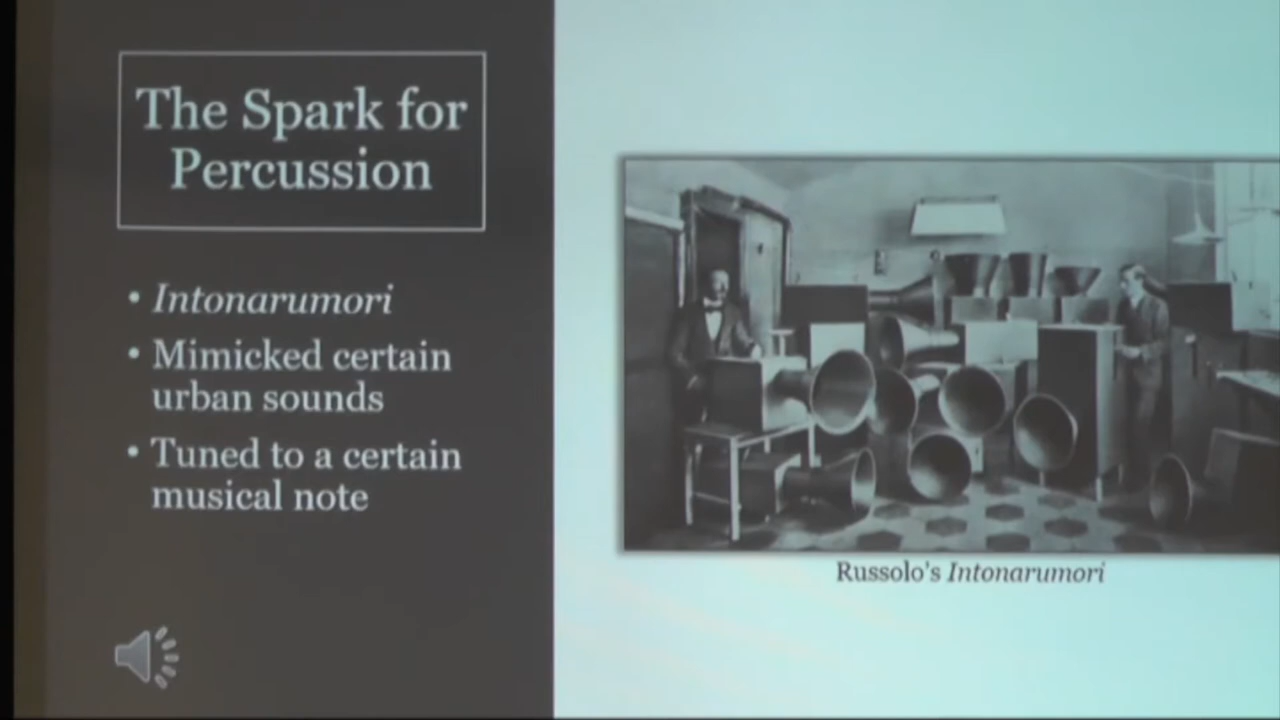 The Spark for
Percussion
• Intonarumori
• Mimicked certain
urban sounds
• Tuned to a certain
musical note
Russolo's Intonarumori